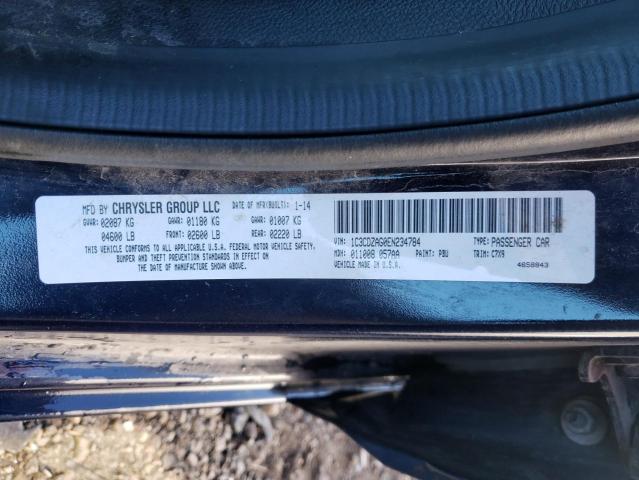 MFD BY CHRYSLER GROUP LLC DATE OF MFR(BUILT): 1-14
GVWR: 02087 KG GAWR: 01180 KG GAWR: 01007 KG
04600 LB FRONT: 02600 LB REAR: 02220 LB
THIS VEHICLE CONFORMS TO ALL APPLICABLE U.S.A. FEDERAL MOTOR VEHICLE SAFETY,
BUMPER AND THEFT PREVENTION STANDARDS IN EFFECT ON
THE DATE OF MANUFACTURE SHOWN ABOVE.
VIN: 1C3CDZAG0EN234784 TYPE: PASSENGER CAR
MDH: 011008 057AA PAINT: PBU TRIM: C7X9
VEHICLE MADE IN U.S.A. 4658843